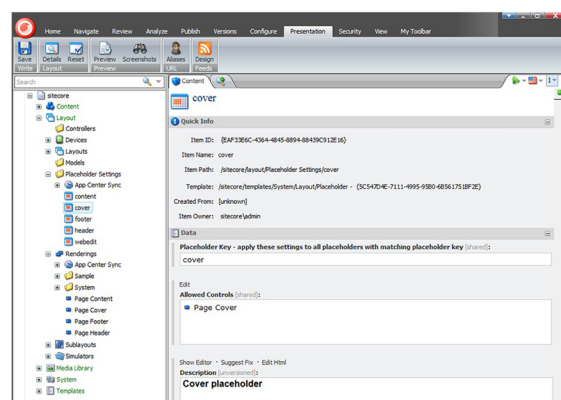 Home Navigate Review Analyze Publish Versions Configure Presentation Security View My Toolbar
Save Details Reset Preview Screenshots Aliases Design
Write Layout Preview URL Feeds
Search
Content
sitecore
Content
Layout
Controllers
Devices
Layouts
Models
Placeholder Settings
App Center Sync
content
cover
footer
header
webedit
Renderings
App Center Sync
Sample
System
Page Content
Page Cover
Page Footer
Page Header
Sublayouts
Simulators
Media Library
System
Templates
cover
Quick Info
Item ID: {EAF33E6C-4364-4845-8894-88439C912E16}
Item Name: cover
Item Path: /sitecore/layout/Placeholder Settings/cover
Template: /sitecore/templates/System/Layout/Placeholder - {5C547D4E-7111-4995-95B0-6B561751BF2E}
Created From: [unknown]
Item Owner: sitecore\admin
Data
Placeholder Key - apply these settings to all placeholders with matching placeholder key [shared]:
cover
Edit
Allowed Controls [shared]:
Page Cover
Show Editor · Suggest Fix · Edit Html
Description [unversioned]:
Cover placeholder